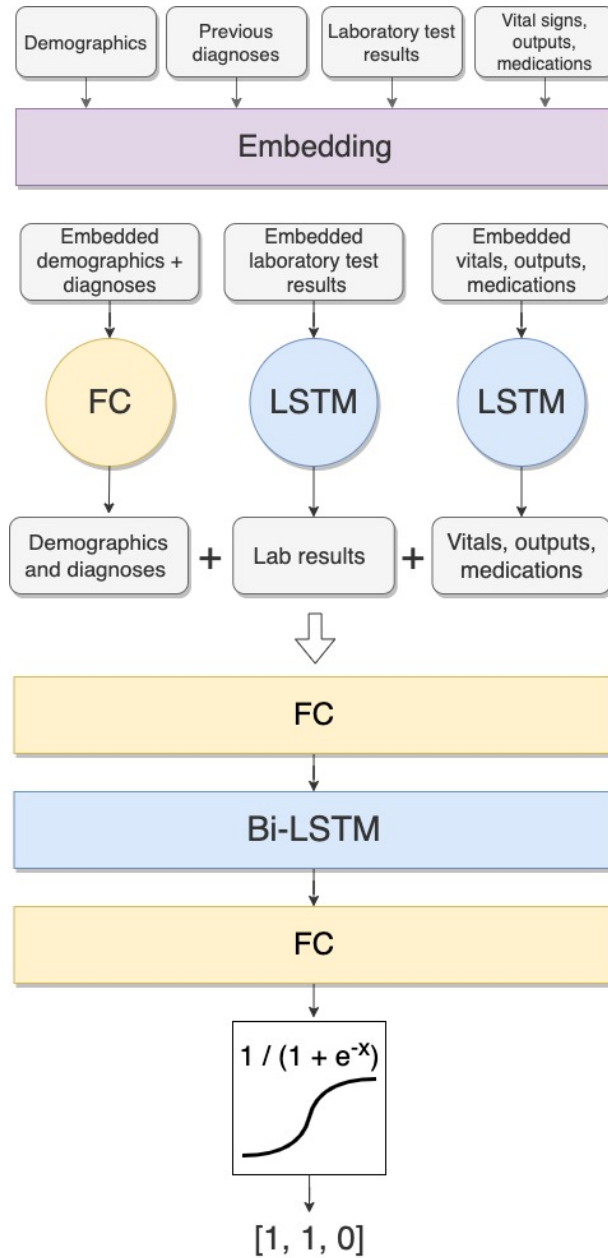 Demographics
Previous
diagnoses
Laboratory test
results
Vital signs,
outputs,
medications
Embedding
Embedded
demographics +
diagnoses
Embedded
laboratory test
results
Embedded
vitals, outputs,
medications
FC
LSTM
LSTM
Demographics
and diagnoses
+
Lab results
+
Vitals, outputs,
medications
FC
Bi-LSTM
FC
1 / (1 + e⁻ˣ)
[1, 1, 0]